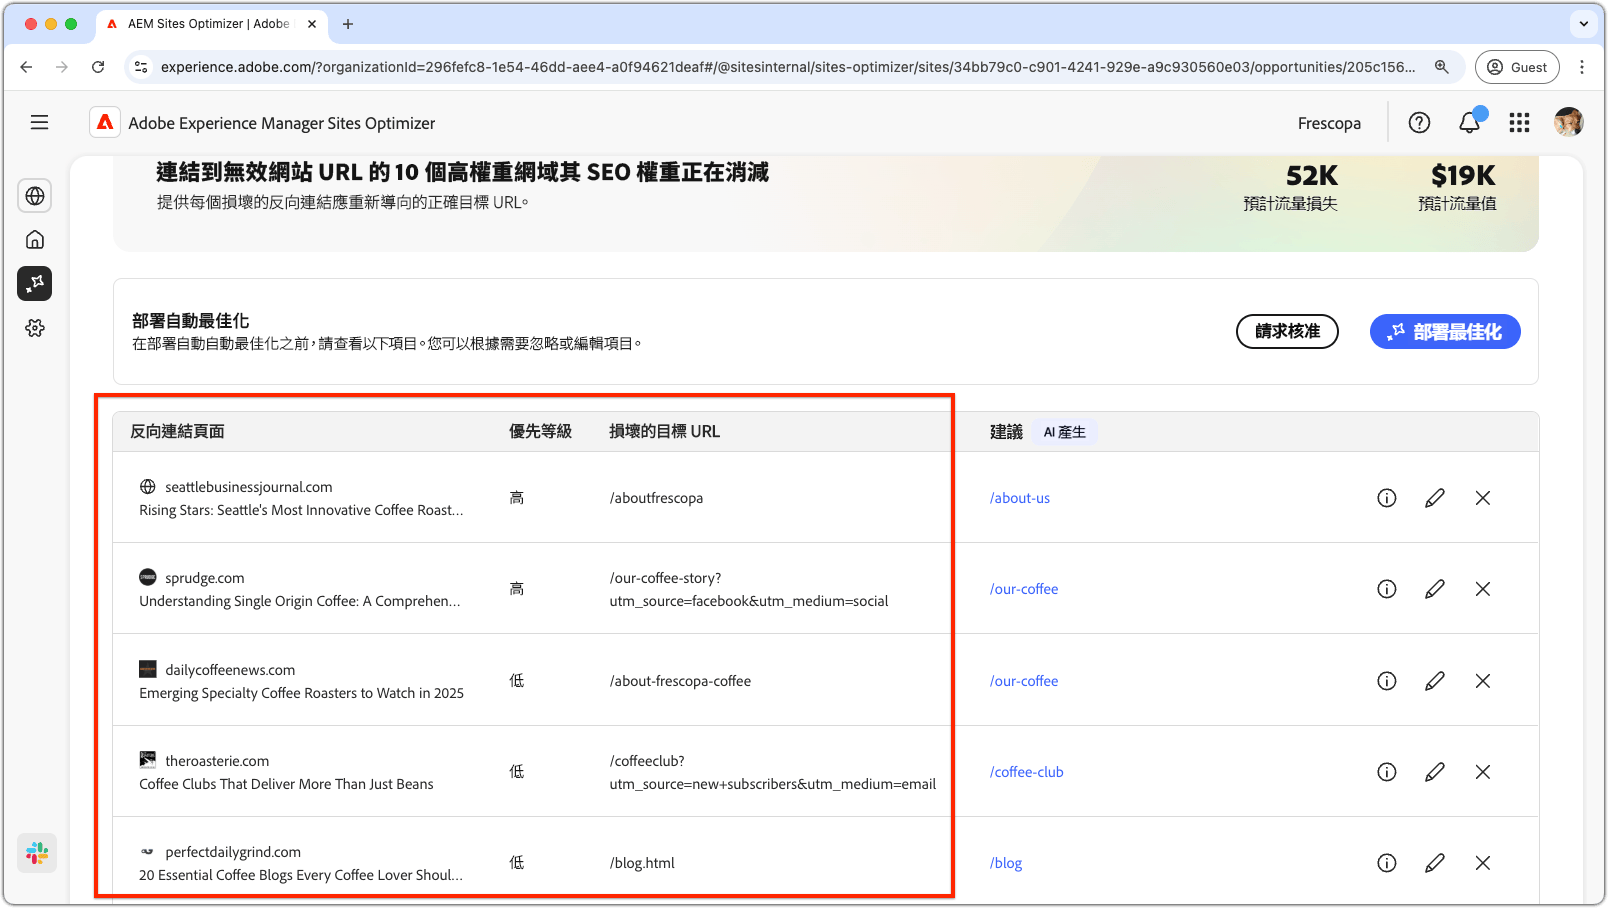 AEM Sites Optimizer | Adobe
experience.adobe.com/?organizationId=296fefc8-1e54-46dd-aee4-a0f94621deaf#/@sitesinternal/sites-optimizer/sites/34bb79c0-c901-4241-929e-a9c930560e03/opportunities/205c156...
Guest
Adobe Experience Manager Sites Optimizer
Frescopa
連結到無效網站 URL 的 10 個高權重網域其 SEO 權重正在消減
提供每個損壞的反向連結應重新導向的正確目標 URL。
52K
預計流量損失
$19K
預計流量值
部署自動最佳化
在部署自動自動最佳化之前，請查看以下項目。您可以根據需要忽略或編輯項目。
請求核准
部署最佳化
反向連結頁面 優先等級 損壞的目標 URL 建議 AI 產生
seattlebusinessjournal.com
Rising Stars: Seattle's Most Innovative Coffee Roast...
高
/aboutfrescopa
/about-us
sprudge.com
Understanding Single Origin Coffee: A Comprehen...
高
/our-coffee-story?
utm_source=facebook&utm_medium=social
/our-coffee
dailycoffeenews.com
Emerging Specialty Coffee Roasters to Watch in 2025
低
/about-frescopa-coffee
/our-coffee
theroasterie.com
Coffee Clubs That Deliver More Than Just Beans
低
/coffeeclub?
utm_source=new+subscribers&utm_medium=email
/coffee-club
perfectdailygrind.com
20 Essential Coffee Blogs Every Coffee Lover Shoul...
低
/blog.html
/blog